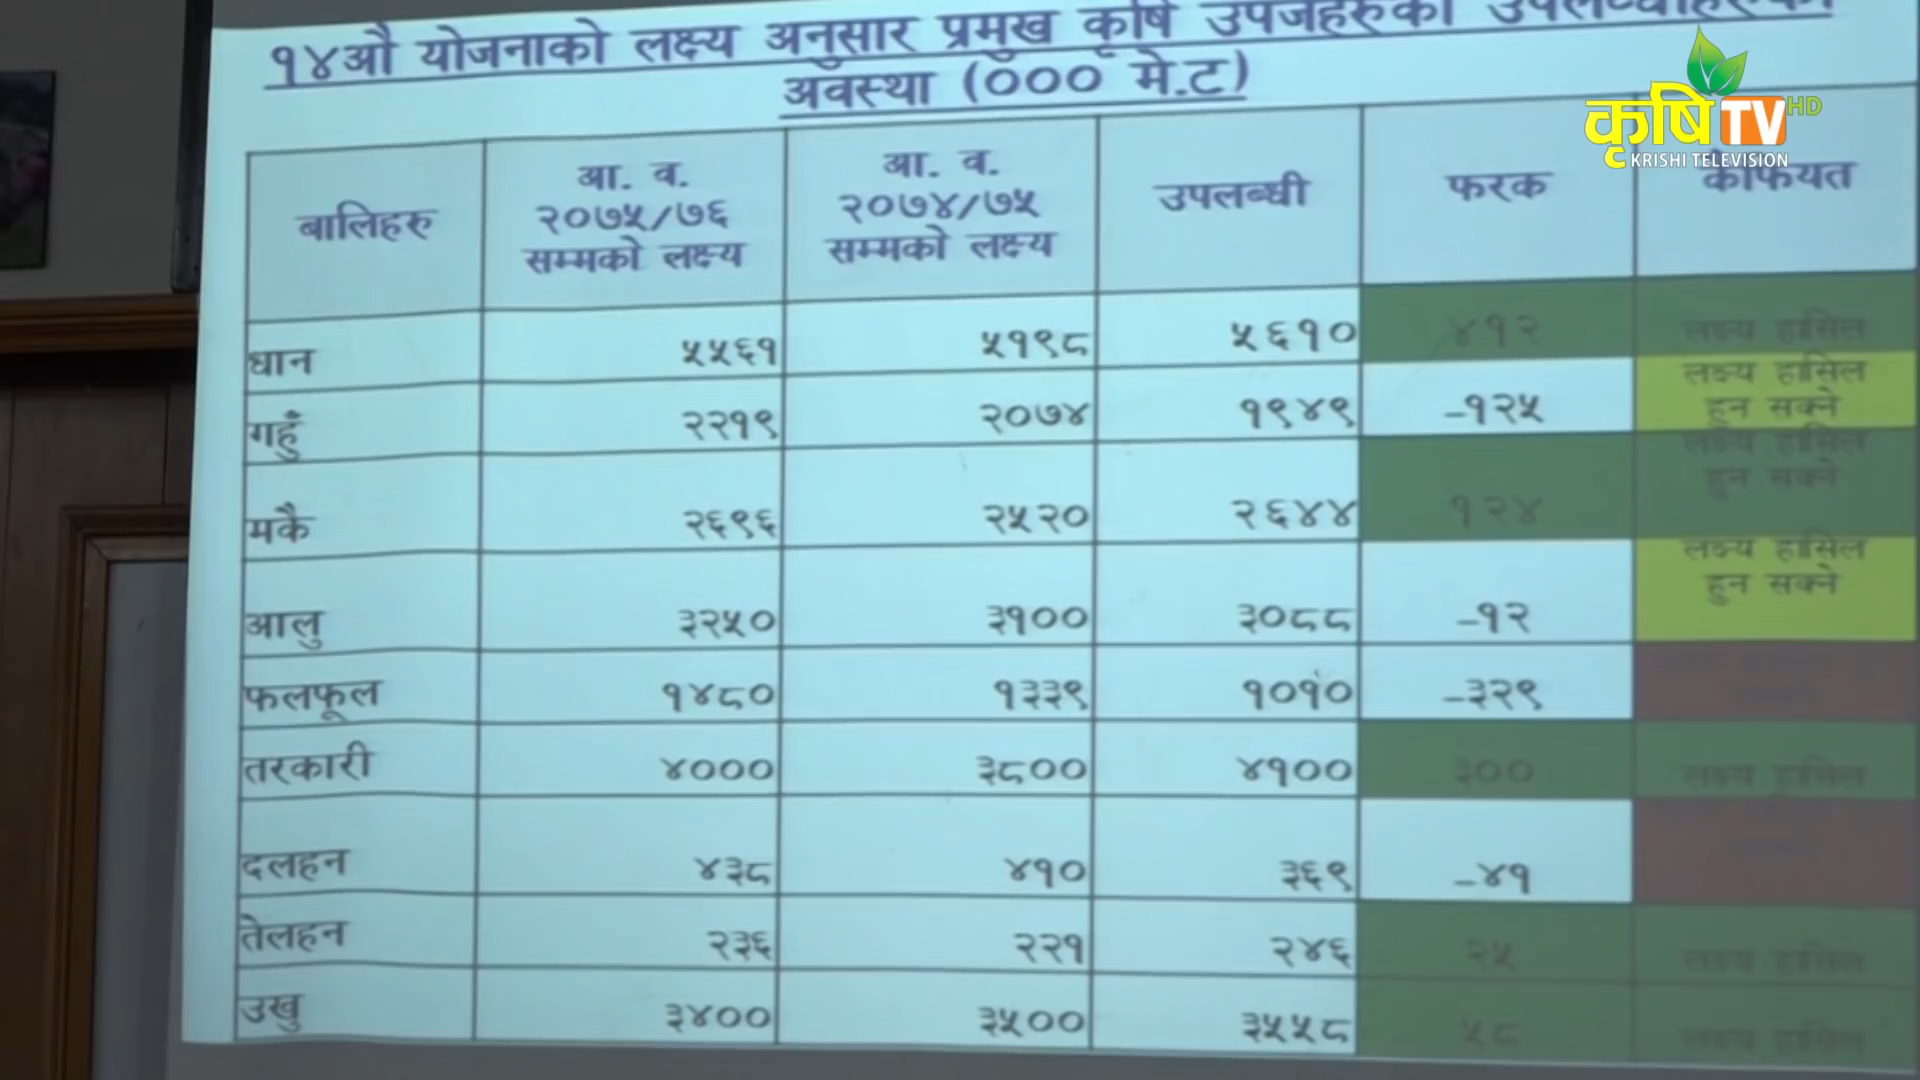 १४औ योजनाको लक्ष्य अनुसार प्रमुख कृषि उपजहरुको
अवस्था (००० मे.ट)
कृषि TV HD
KRISHI TELEVISION
बालिहरु आ. व. २०७५/७६ सम्मको लक्ष्य आ. व. २०७४/७५ सम्मको लक्ष्य उपलब्धी फरक कैफियत
धान ५५६१ ५१९८ ५६१० ४१२ लक्ष्य हासिल
गहुँ २२१९ २०७४ १९४९ -१२५ लक्ष्य हासिल हुन सक्ने
मकै २६९६ २५२० २६४४ १२४ लक्ष्य हासिल हुन सक्ने
आलु ३२५० ३१०० ३०८८ -१२ लक्ष्य हासिल हुन सक्ने
फलफूल १४८० १३३९ १०१० -३२९
तरकारी ४००० ३८०० ४१०० ३०० लक्ष्य हासिल
दलहन ४३८ ४१० ३६९ -४१
तेलहन २३६ २२१ २४६ २५ लक्ष्य हासिल
उखु ३४०० ३५०० ३५५८ ५८ लक्ष्य हासिल